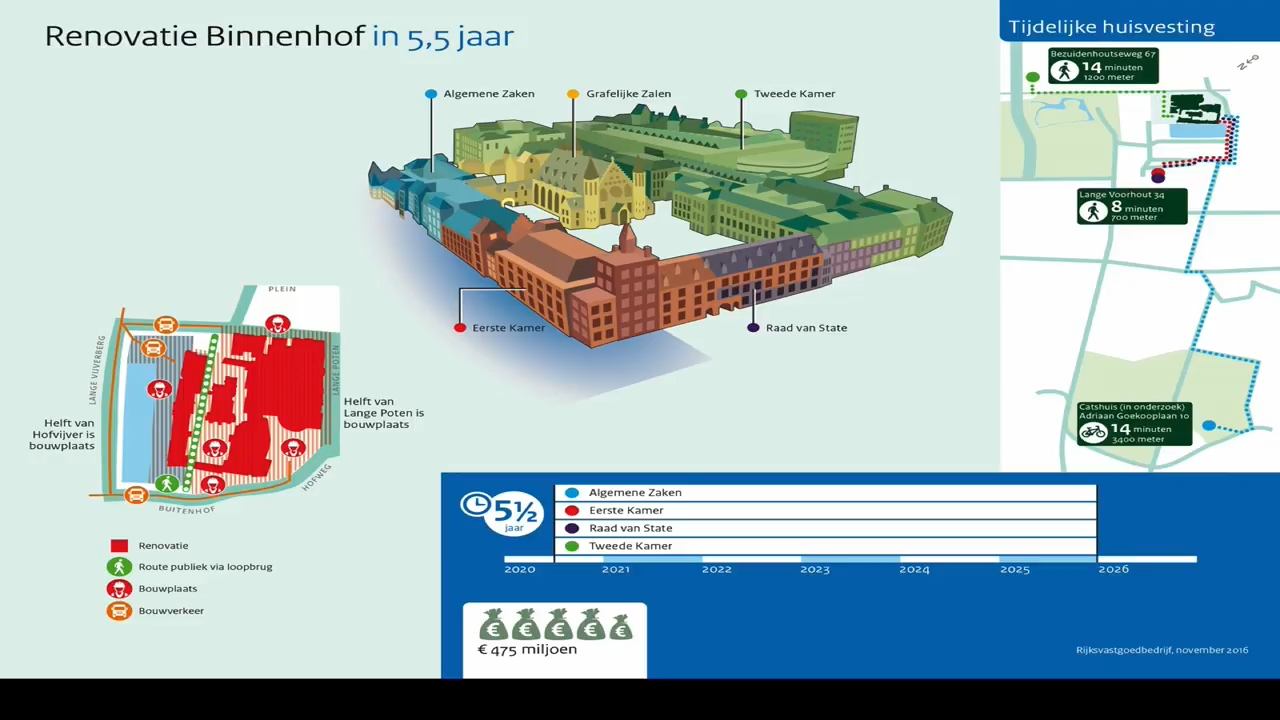 Renovatie Binnenhof in 5,5 jaar
Tijdelijke huisvesting
Bezuidenhoutseweg 67
14 minuten
1200 meter
N
Algemene Zaken
Grafelijke Zalen
Tweede Kamer
Lange Voorhout 34
8 minuten
700 meter
Eerste Kamer
Raad van State
PLEIN
LANGE VIJVERBERG
LANGE POTEN
Helft van
Hofvijver is
bouwplaats
Helft van
Lange Poten is
bouwplaats
HOFWEG
BUITENHOF
Catshuis (in onderzoek)
Adriaan Goekooplaan 10
14 minuten
3400 meter
Renovatie
Route publiek via loopbrug
Bouwplaats
Bouwverkeer
5½
jaar
Algemene Zaken
Eerste Kamer
Raad van State
Tweede Kamer
2020 2021 2022 2023 2024 2025 2026
€ € € € €
€ 475 miljoen
Rijksvastgoedbedrijf, november 2016